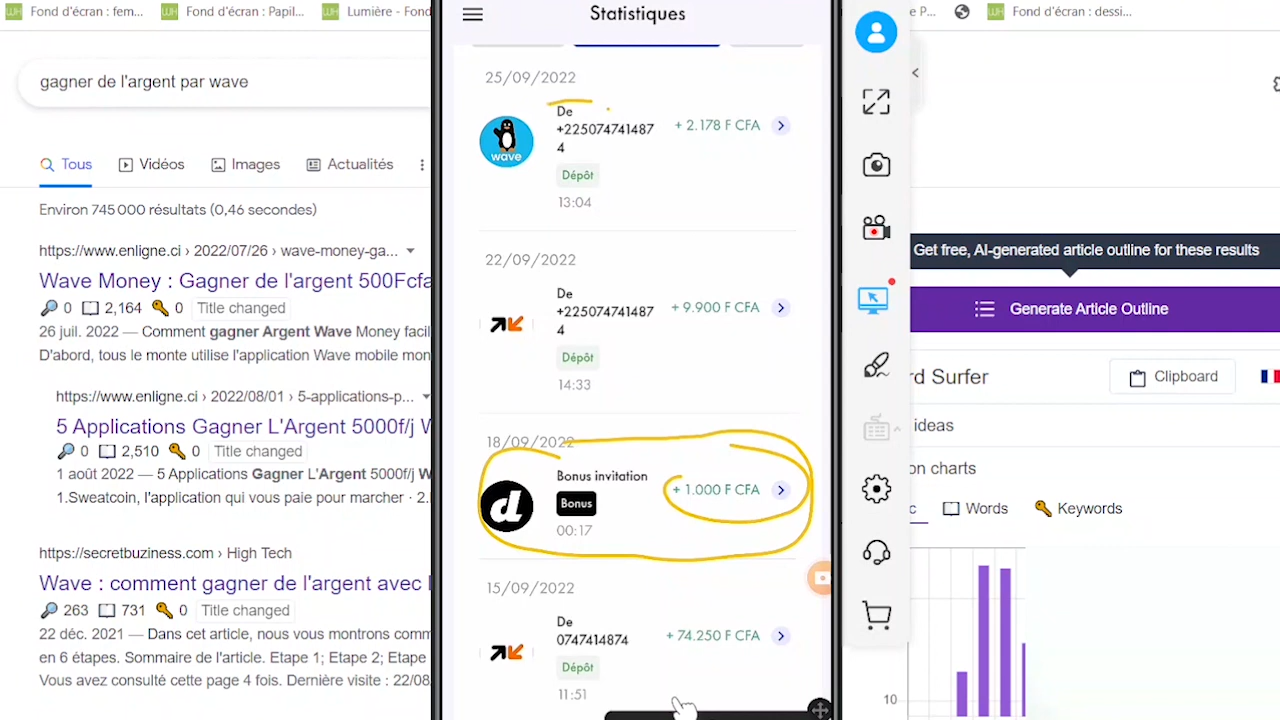 Fond d'écran : fem...
Fond d'écran : Papil...
Lumière - Fond
gagner de l'argent par wave
Tous
Vidéos
Images
Actualités
Environ 745 000 résultats (0,46 secondes)
https://www.enligne.ci › 2022/07/26 › wave-money-ga...
Wave Money : Gagner de l'argent 500Fcfa
0 2,164 0 Title changed
26 juil. 2022 — Comment gagner Argent Wave Money facil
D'abord, tous le monte utilise l'application Wave mobile mon
https://www.enligne.ci › 2022/08/01 › 5-applications-p...
5 Applications Gagner L'Argent 5000f/j W
0 2,510 0 Title changed
1 août 2022 — 5 Applications Gagner L'Argent 5000f/j W
1.Sweatcoin, l'application qui vous paie pour marcher · 2.
https://secretbuziness.com › High Tech
Wave : comment gagner de l'argent avec l
263 731 0 Title changed
22 déc. 2021 — Dans cet article, nous vous montrons comm
en 6 étapes. Sommaire de l'article. Etape 1; Etape 2; Etape
Vous avez consulté cette page 4 fois. Dernière visite : 22/08
Statistiques
25/09/2022
De
+225074741487
4
+ 2.178 F CFA
wave
Dépôt
13:04
22/09/2022
De
+225074741487
4
+ 9.900 F CFA
Dépôt
14:33
18/09/2022
Bonus invitation
+ 1.000 F CFA
d
Bonus
00:17
15/09/2022
De
0747414874
+ 74.250 F CFA
Dépôt
11:51
P...
Fond d'écran : dessi...
Get free, AI-generated article outline for these results
Generate Article Outline
rd Surfer
Clipboard
ideas
on charts
c
Words
Keywords
10